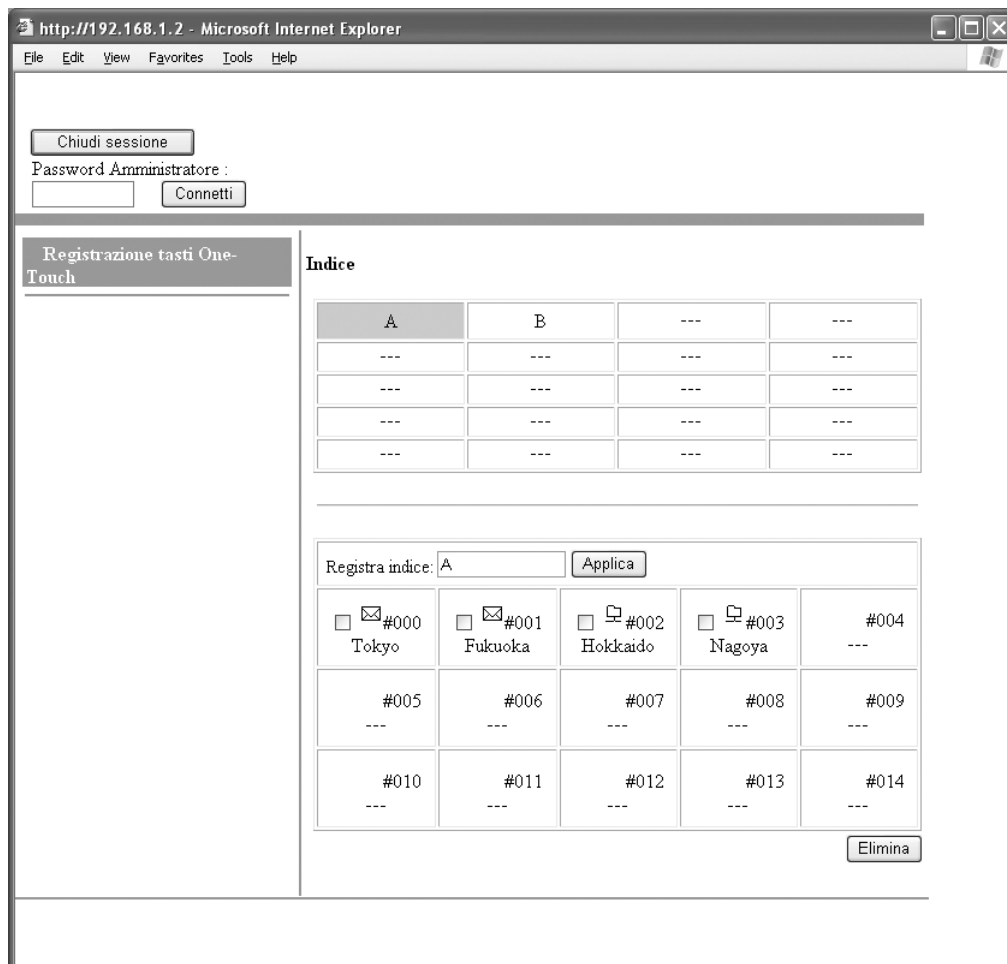 http://192.168.1.2 - Microsoft Internet Explorer
File Edit View Favorites Tools Help
Chiudi sessione
Password Amministratore :
Connetti
Registrazione tasti One-
Touch
Indice
A B --- ---
--- --- --- ---
--- --- --- ---
--- --- --- ---
--- --- --- ---
Registra indice: A Applica
#000 #001 #002 #003 #004
Tokyo Fukuoka Hokkaido Nagoya ---
#005 #006 #007 #008 #009
--- --- --- --- ---
#010 #011 #012 #013 #014
--- --- --- --- ---
Elimina